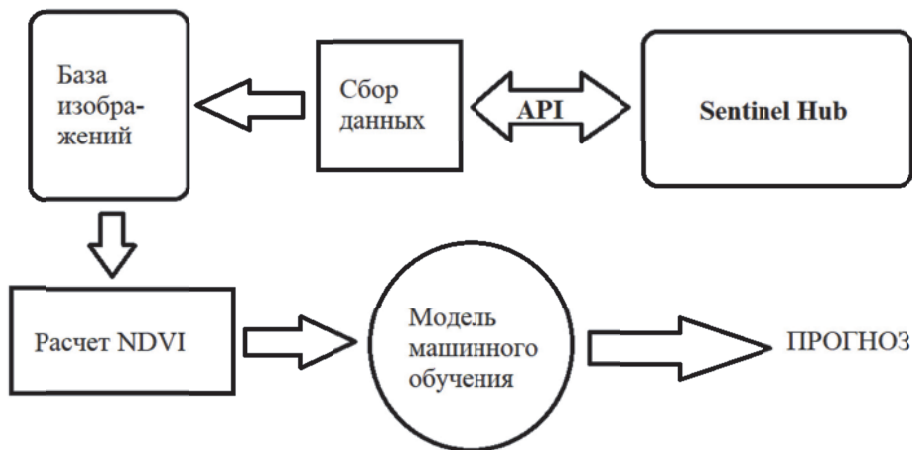 База
изобра-
жений
Сбор
данных
API
Sentinel Hub
Расчет NDVI
Модель
машинного
обучения
ПРОГНОЗ